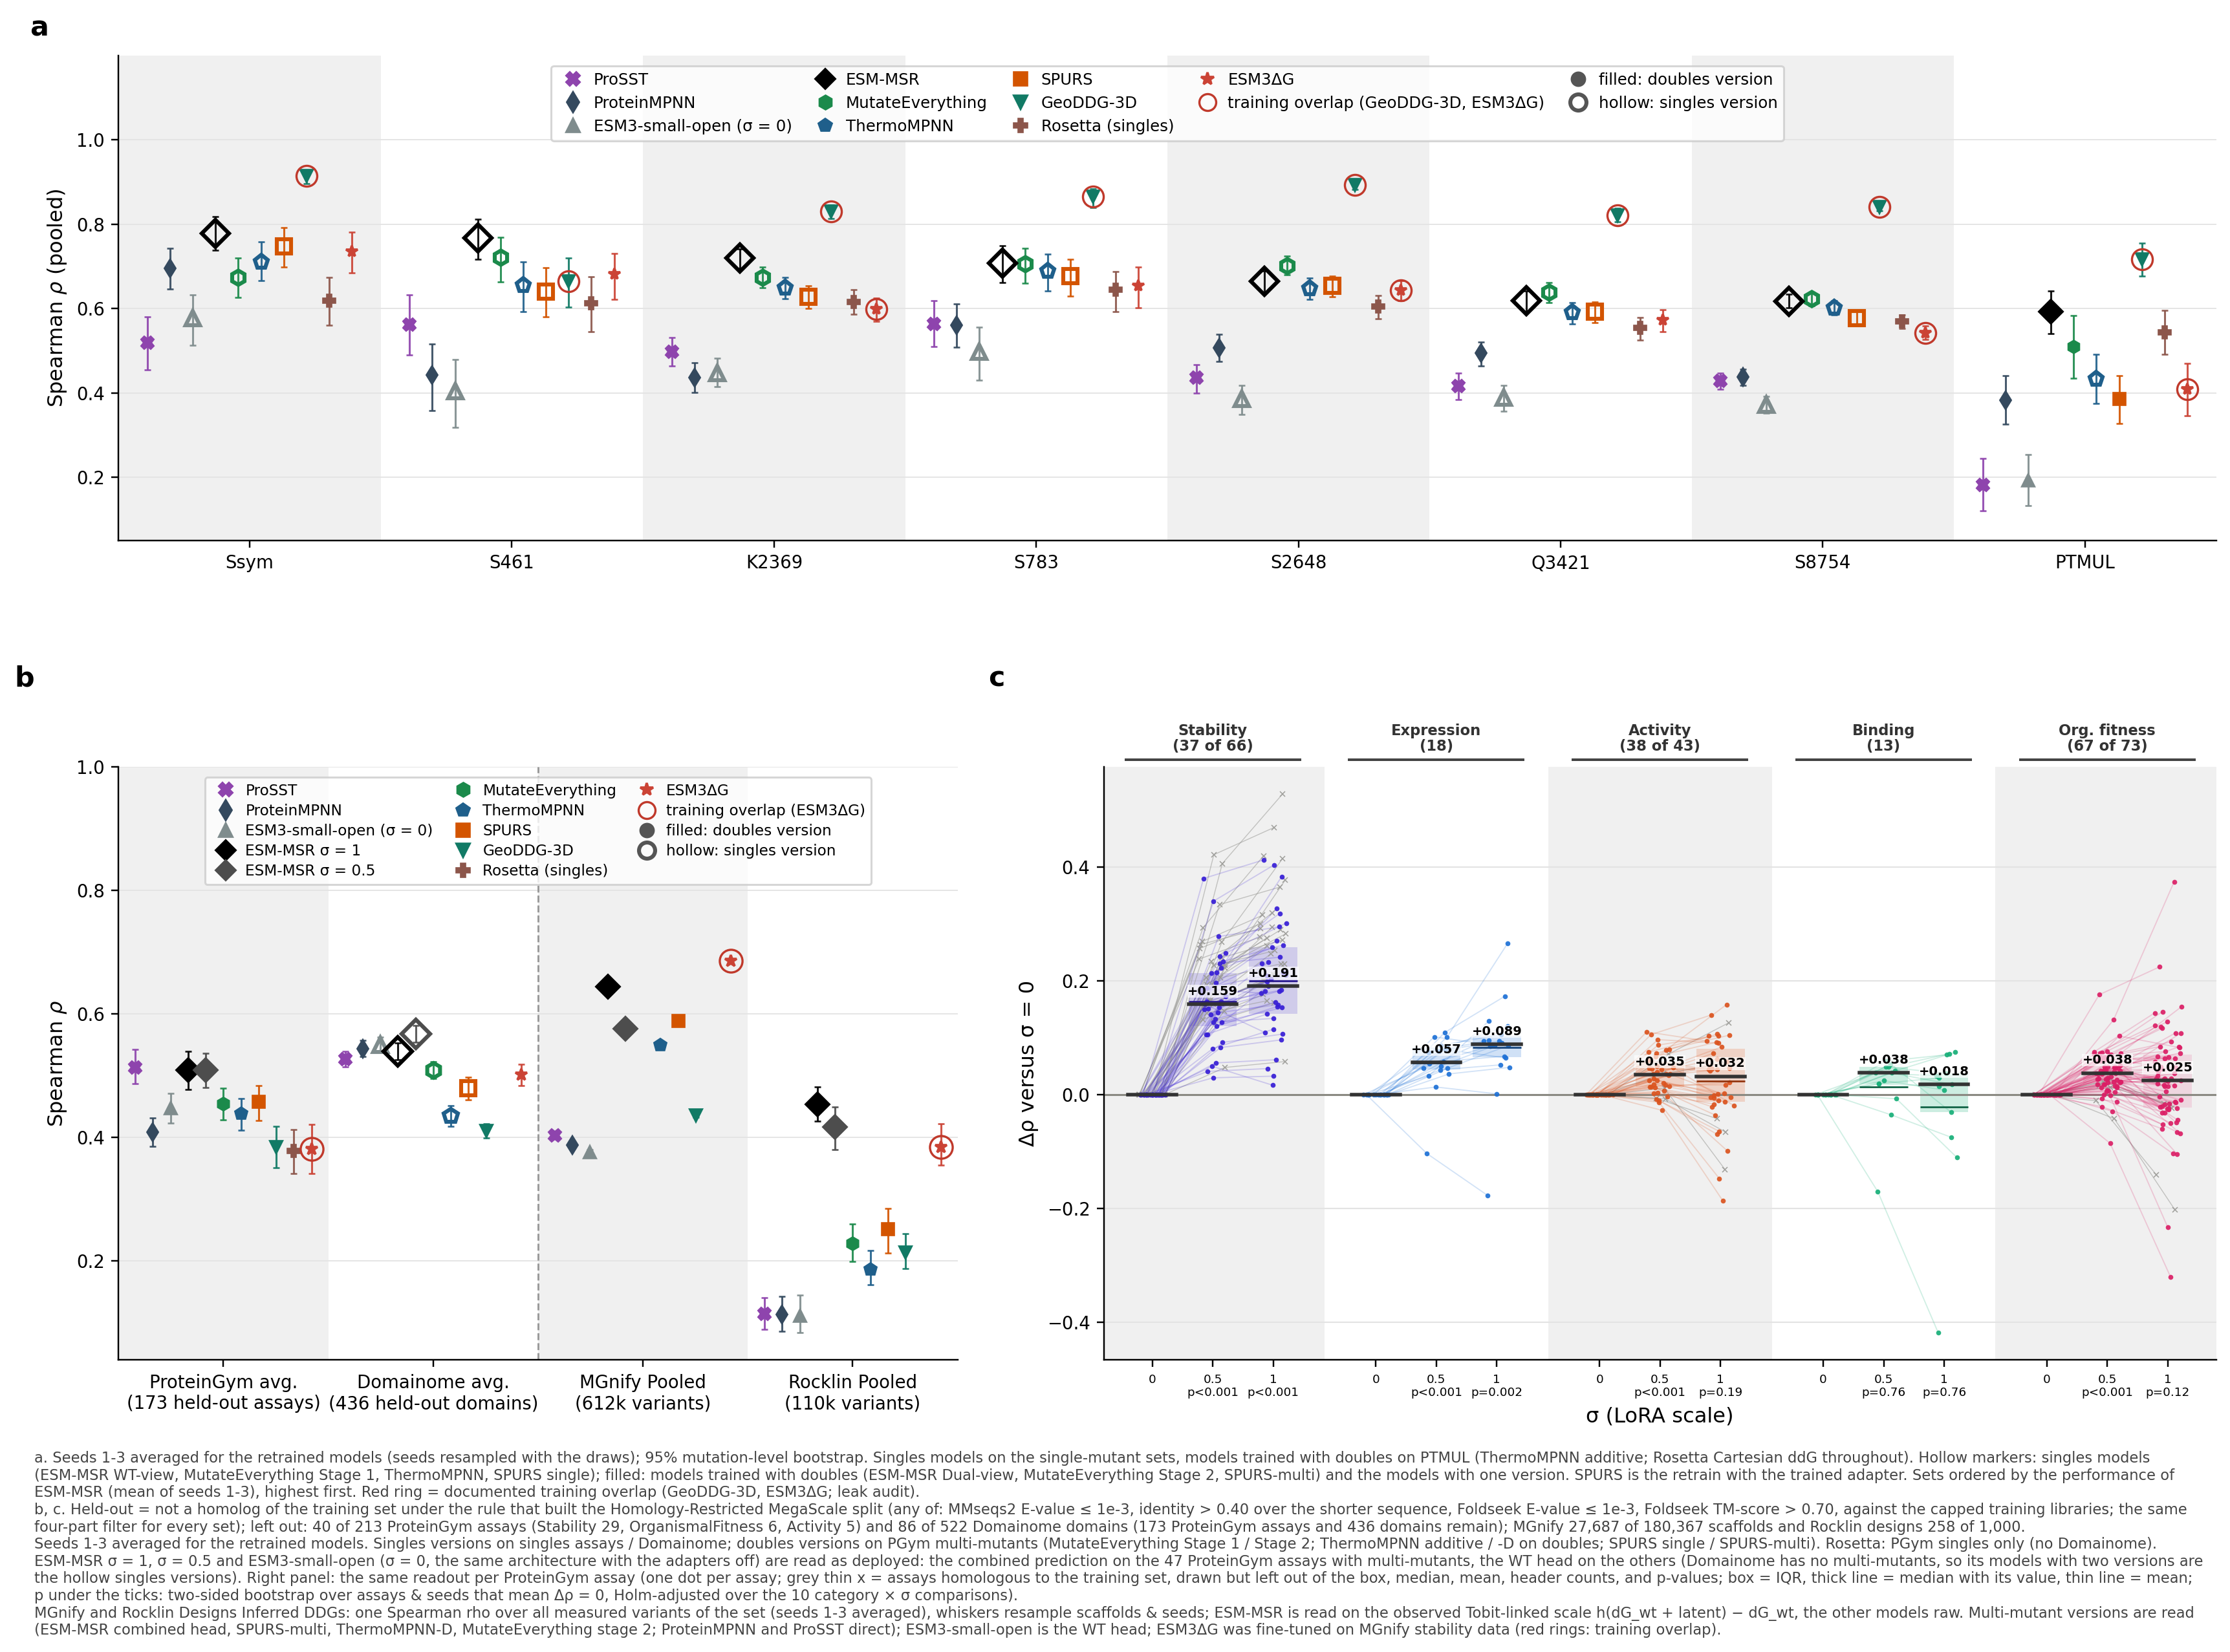 a
ProSST
ProteinMPNN
ESM3-small-open (σ = 0)
ESM-MSR
MutateEverything
ThermoMPNN
SPURS
GeoDDG-3D
Rosetta (singles)
ESM3ΔG
training overlap (GeoDDG-3D, ESM3ΔG)
filled: doubles version
hollow: singles version
Spearman ρ (pooled)
1.0
0.8
0.6
0.4
0.2
Ssym S461 K2369 S783 S2648 Q3421 S8754 PTMUL
b
ProSST
ProteinMPNN
ESM3-small-open (σ = 0)
ESM-MSR σ = 1
ESM-MSR σ = 0.5
MutateEverything
ThermoMPNN
SPURS
GeoDDG-3D
Rosetta (singles)
ESM3ΔG
training overlap (ESM3ΔG)
filled: doubles version
hollow: singles version
Spearman ρ
1.0
0.8
0.6
0.4
0.2
ProteinGym avg.
(173 held-out assays)
Domainome avg.
(436 held-out domains)
MGnify Pooled
(612k variants)
Rocklin Pooled
(110k variants)
c
Stability
(37 of 66)
Expression
(18)
Activity
(38 of 43)
Binding
(13)
Org. fitness
(67 of 73)
Δρ versus σ = 0
0.4
0.2
0.0
−0.2
−0.4
+0.159
+0.191
+0.057
+0.089
+0.035
+0.032
+0.038
+0.018
+0.038
+0.025
0 0.5 1 0 0.5 1 0 0.5 1 0 0.5 1 0 0.5 1
p<0.001 p<0.001 p<0.001 p=0.002 p<0.001 p=0.19 p=0.76 p=0.76 p<0.001 p=0.12
σ (LoRA scale)
a. Seeds 1-3 averaged for the retrained models (seeds resampled with the draws); 95% mutation-level bootstrap. Singles models on the single-mutant sets, models trained with doubles on PTMUL (ThermoMPNN additive; Rosetta Cartesian ddG throughout). Hollow markers: singles models
(ESM-MSR WT-view, MutateEverything Stage 1, ThermoMPNN, SPURS single); filled: models trained with doubles (ESM-MSR Dual-view, MutateEverything Stage 2, SPURS-multi) and the models with one version. SPURS is the retrain with the trained adapter. Sets ordered by the performance of
ESM-MSR (mean of seeds 1-3), highest first. Red ring = documented training overlap (GeoDDG-3D, ESM3ΔG; leak audit).
b, c. Held-out = not a homolog of the training set under the rule that built the Homology-Restricted MegaScale split (any of: MMseqs2 E-value ≤ 1e-3, identity > 0.40 over the shorter sequence, Foldseek E-value ≤ 1e-3, Foldseek TM-score > 0.70, against the capped training libraries; the same
four-part filter for every set); left out: 40 of 213 ProteinGym assays (Stability 29, OrganismalFitness 6, Activity 5) and 86 of 522 Domainome domains (173 ProteinGym assays and 436 domains remain); MGnify 27,687 of 180,367 scaffolds and Rocklin designs 258 of 1,000.
Seeds 1-3 averaged for the retrained models. Singles versions on singles assays / Domainome; doubles versions on PGym multi-mutants (MutateEverything Stage 1 / Stage 2; ThermoMPNN additive / -D on doubles; SPURS single / SPURS-multi). Rosetta: PGym singles only (no Domainome).
ESM-MSR σ = 1, σ = 0.5 and ESM3-small-open (σ = 0, the same architecture with the adapters off) are read as deployed: the combined prediction on the 47 ProteinGym assays with multi-mutants, the WT head on the others (Domainome has no multi-mutants, so its models with two versions are
the hollow singles versions). Right panel: the same readout per ProteinGym assay (one dot per assay; grey thin x = assays homologous to the training set, drawn but left out of the box, median, mean, header counts, and p-values; box = IQR, thick line = median with its value, thin line = mean;
p under the ticks: two-sided bootstrap over assays & seeds that mean Δρ = 0, Holm-adjusted over the 10 category × σ comparisons).
MGnify and Rocklin Designs Inferred DDGs: one Spearman rho over all measured variants of the set (seeds 1-3 averaged), whiskers resample scaffolds & seeds; ESM-MSR is read on the observed Tobit-linked scale h(dG_wt + latent) − dG_wt, the other models raw. Multi-mutant versions are read
(ESM-MSR combined head, SPURS-multi, ThermoMPNN-D, MutateEverything stage 2; ProteinMPNN and ProSST direct); ESM3-small-open is the WT head; ESM3ΔG was fine-tuned on MGnify stability data (red rings: training overlap).